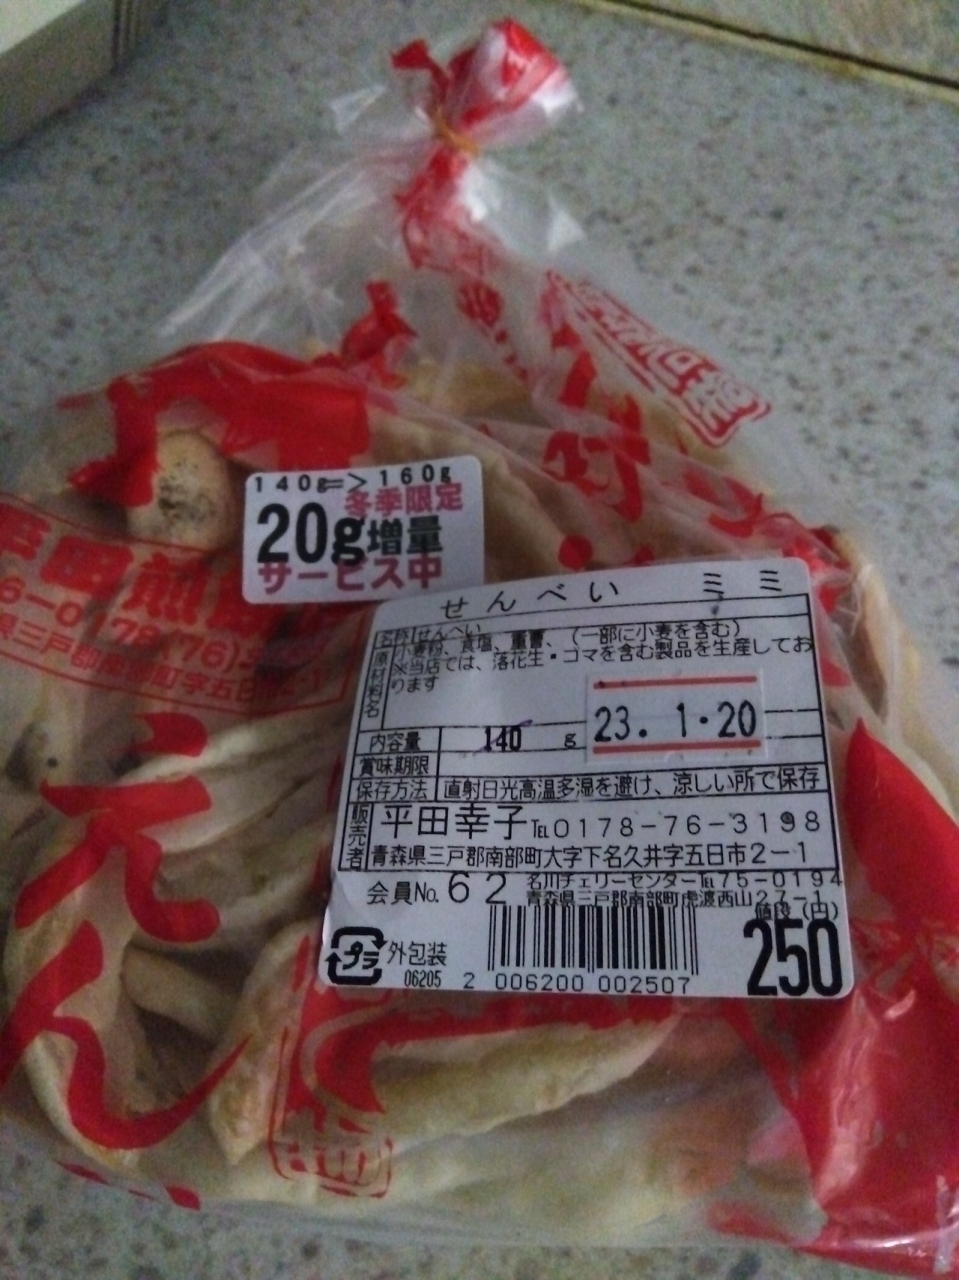 140g=>160g
冬季限定
20g増量
サービス中
せんべい ミミ
名称 せんべい
原材料名 小麦粉、食塩、重曹、(一部に小麦を含む)
※当店では、落花生・ゴマを含む製品を生産してお
ります
23. 1・20
内容量 140 g
賞味期限
保存方法 直射日光高温多湿を避け、涼しい所で保存
販売者 平田幸子 TEL0178-76-3198
青森県三戸郡南部町大字下名久井字五日市2-1
会員No.62 名川チェリーセンターTEL75-0194
青森県三戸郡南部町虎渡西山27-1
値段(円)
250
プラ 外包装
06205 2 006200 002507